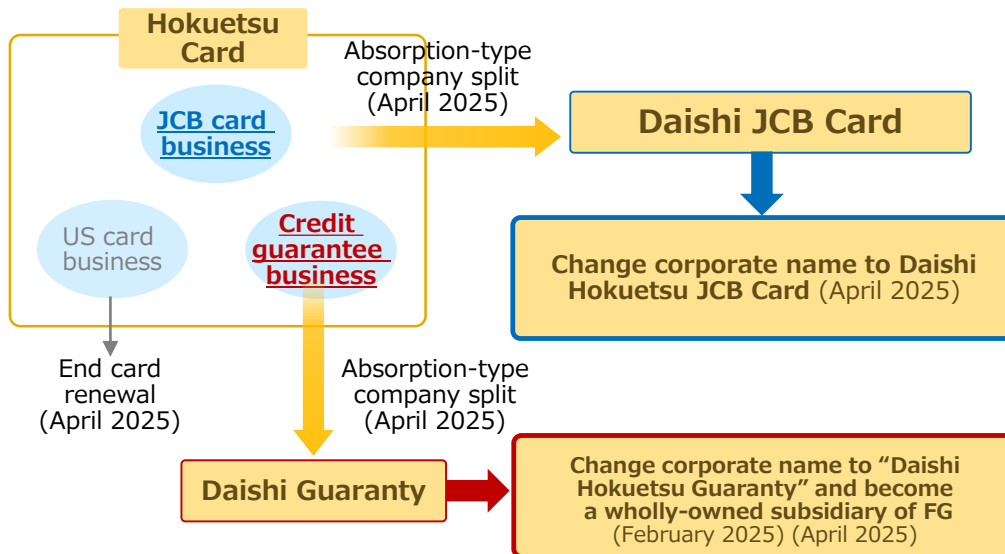 Hokuetsu
Card
Absorption-type
company split
(April 2025)
JCB card
business
Daishi JCB Card
US card
business
Credit
guarantee
business
Change corporate name to Daishi
Hokuetsu JCB Card (April 2025)
End card
renewal
(April 2025)
Absorption-type
company split
(April 2025)
Daishi Guaranty
Change corporate name to “Daishi
Hokuetsu Guaranty” and become
a wholly-owned subsidiary of FG
(February 2025) (April 2025)